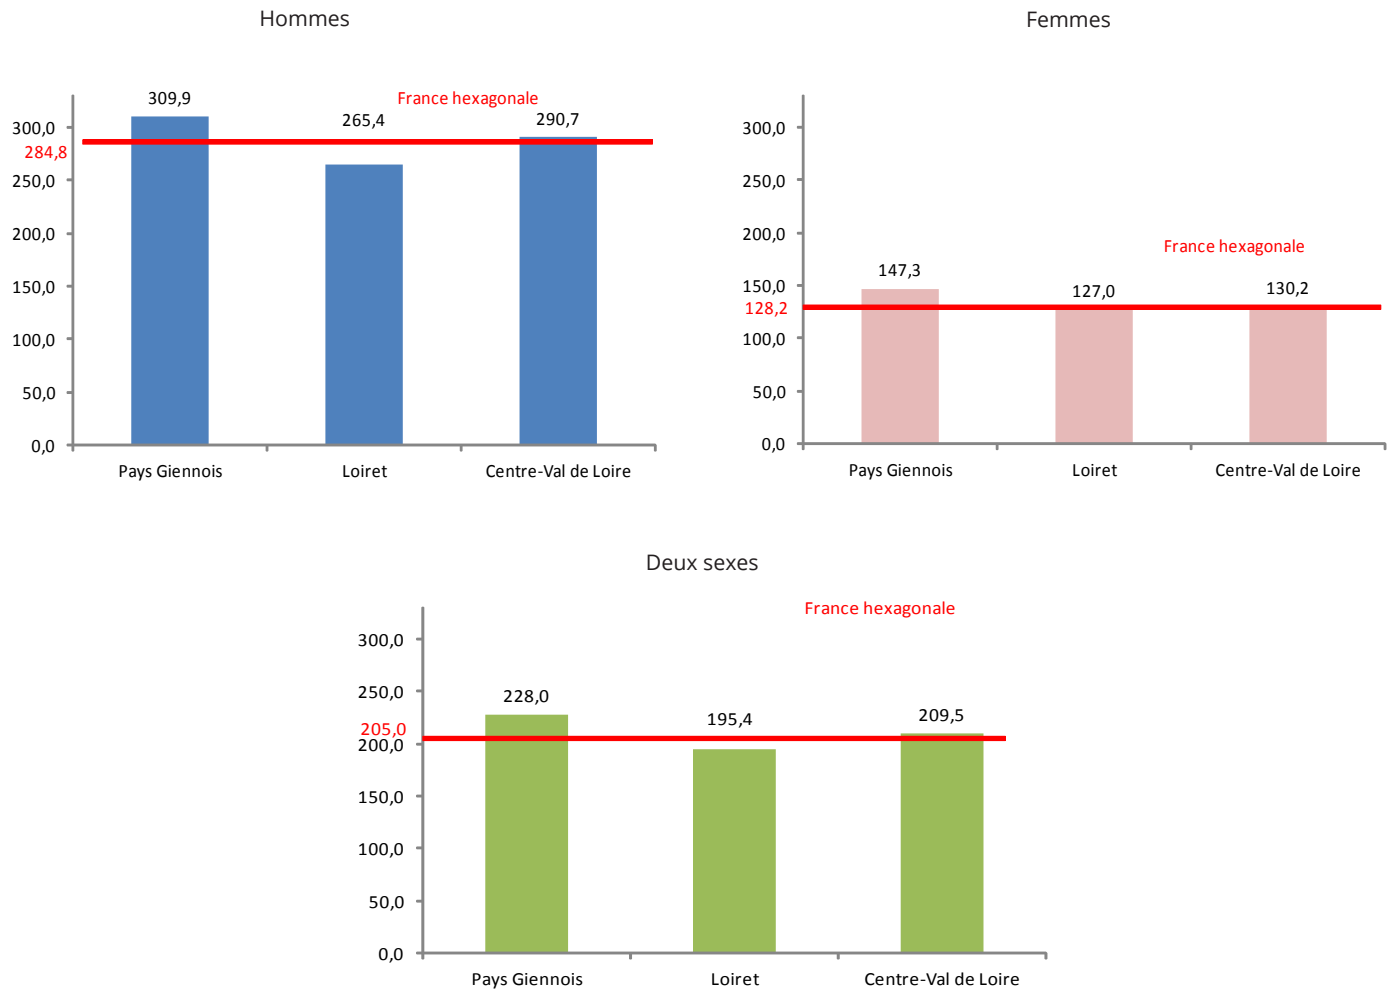 Hommes
France hexagonale
309,9
265,4
290,7
300,0
284,8
250,0
200,0
150,0
100,0
50,0
0,0
Pays Giennois
Loiret
Centre-Val de Loire
Femmes
300,0
250,0
200,0
France hexagonale
147,3
127,0
130,2
150,0
128,2
100,0
50,0
0,0
Pays Giennois
Loiret
Centre-Val de Loire
Deux sexes
France hexagonale
300,0
250,0
228,0
195,4
209,5
205,0
200,0
150,0
100,0
50,0
0,0
Pays Giennois
Loiret
Centre-Val de Loire